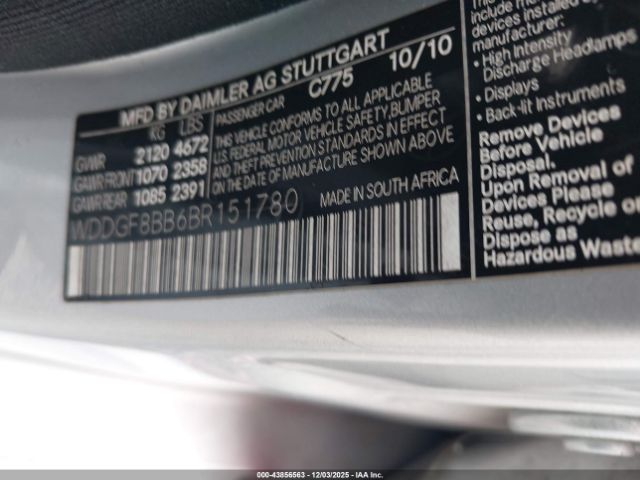 MFD BY DAIMLER AG STUTTGART
PASSENGER CAR C775 10/10
KG LBS
GVWR 2120 4672
GAWR FRONT 1070 2358
GAWR REAR 1085 2391
THIS VEHICLE CONFORMS TO ALL APPLICABLE
U.S. FEDERAL MOTOR VEHICLE SAFETY, BUMPER
AND THEFT PREVENTION STANDARDS IN EFFECT
ON THE DATE OF MANUFACTURE SHOWN ABOVE
WDDGF8BB6BR151780
MADE IN SOUTH AFRICA
include
devices installed by
manufacturer:
• High Intensity
Discharge Headlamps
• Displays
• Back-lit Instruments
Remove Devices
Before Vehicle
Disposal.
Upon Removal of
Devices Please
Reuse, Recycle or
Dispose as
Hazardous Waste
000-43856563 | 12/03/2025 - IAA Inc.